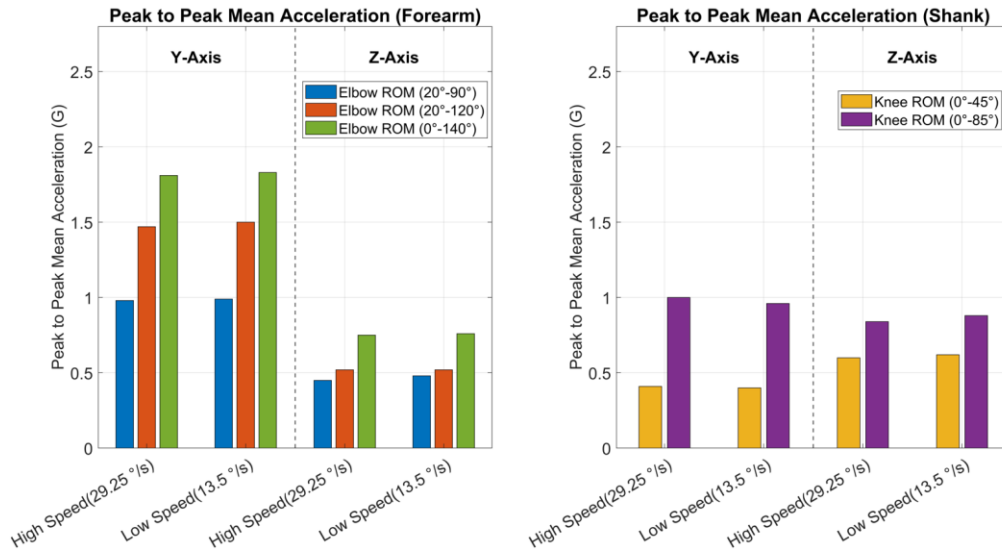 Peak to Peak Mean Acceleration (Forearm)
Y-Axis
Z-Axis
Elbow ROM (20°-90°)
Elbow ROM (20°-120°)
Elbow ROM (0°-140°)
Peak to Peak Mean Acceleration (G)
2.5
2
1.5
1
0.5
0
High Speed(29.25 °/s)
Low Speed(13.5 °/s)
High Speed(29.25 °/s)
Low Speed(13.5 °/s)
Peak to Peak Mean Acceleration (Shank)
Y-Axis
Z-Axis
Knee ROM (0°-45°)
Knee ROM (0°-85°)
Peak to Peak Mean Acceleration (G)
2.5
2
1.5
1
0.5
0
High Speed(29.25 °/s)
Low Speed(13.5 °/s)
High Speed(29.25 °/s)
Low Speed(13.5 °/s)